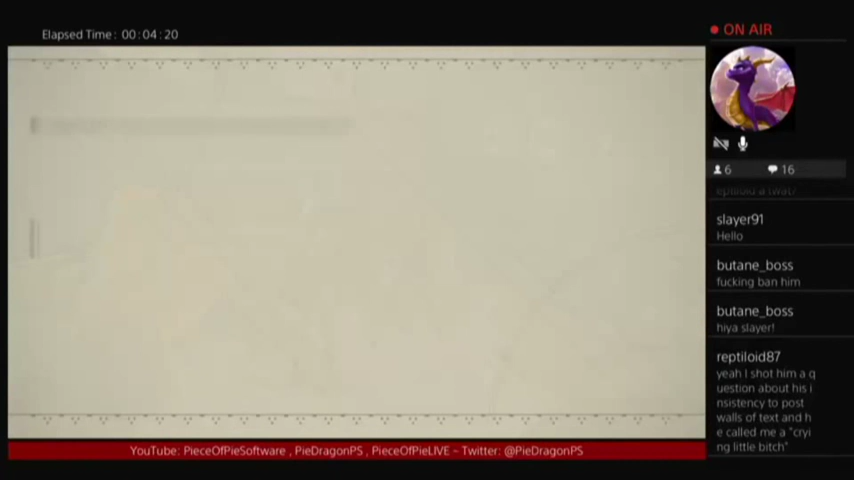 Elapsed Time: 00:04:20
ON AIR
6
16
slayer91
Hello
butane_boss
fucking ban him
butane_boss
hiya slayer!
reptiloid87
yeah I shot him a q
uestion about his i
nsistency to post
walls of text and h
e called me a "cryi
ng little bitch"
YouTube: PieceOfPieSoftware , PieDragonPS , PieceOfPieLIVE ~ Twitter: @PieDragonPS